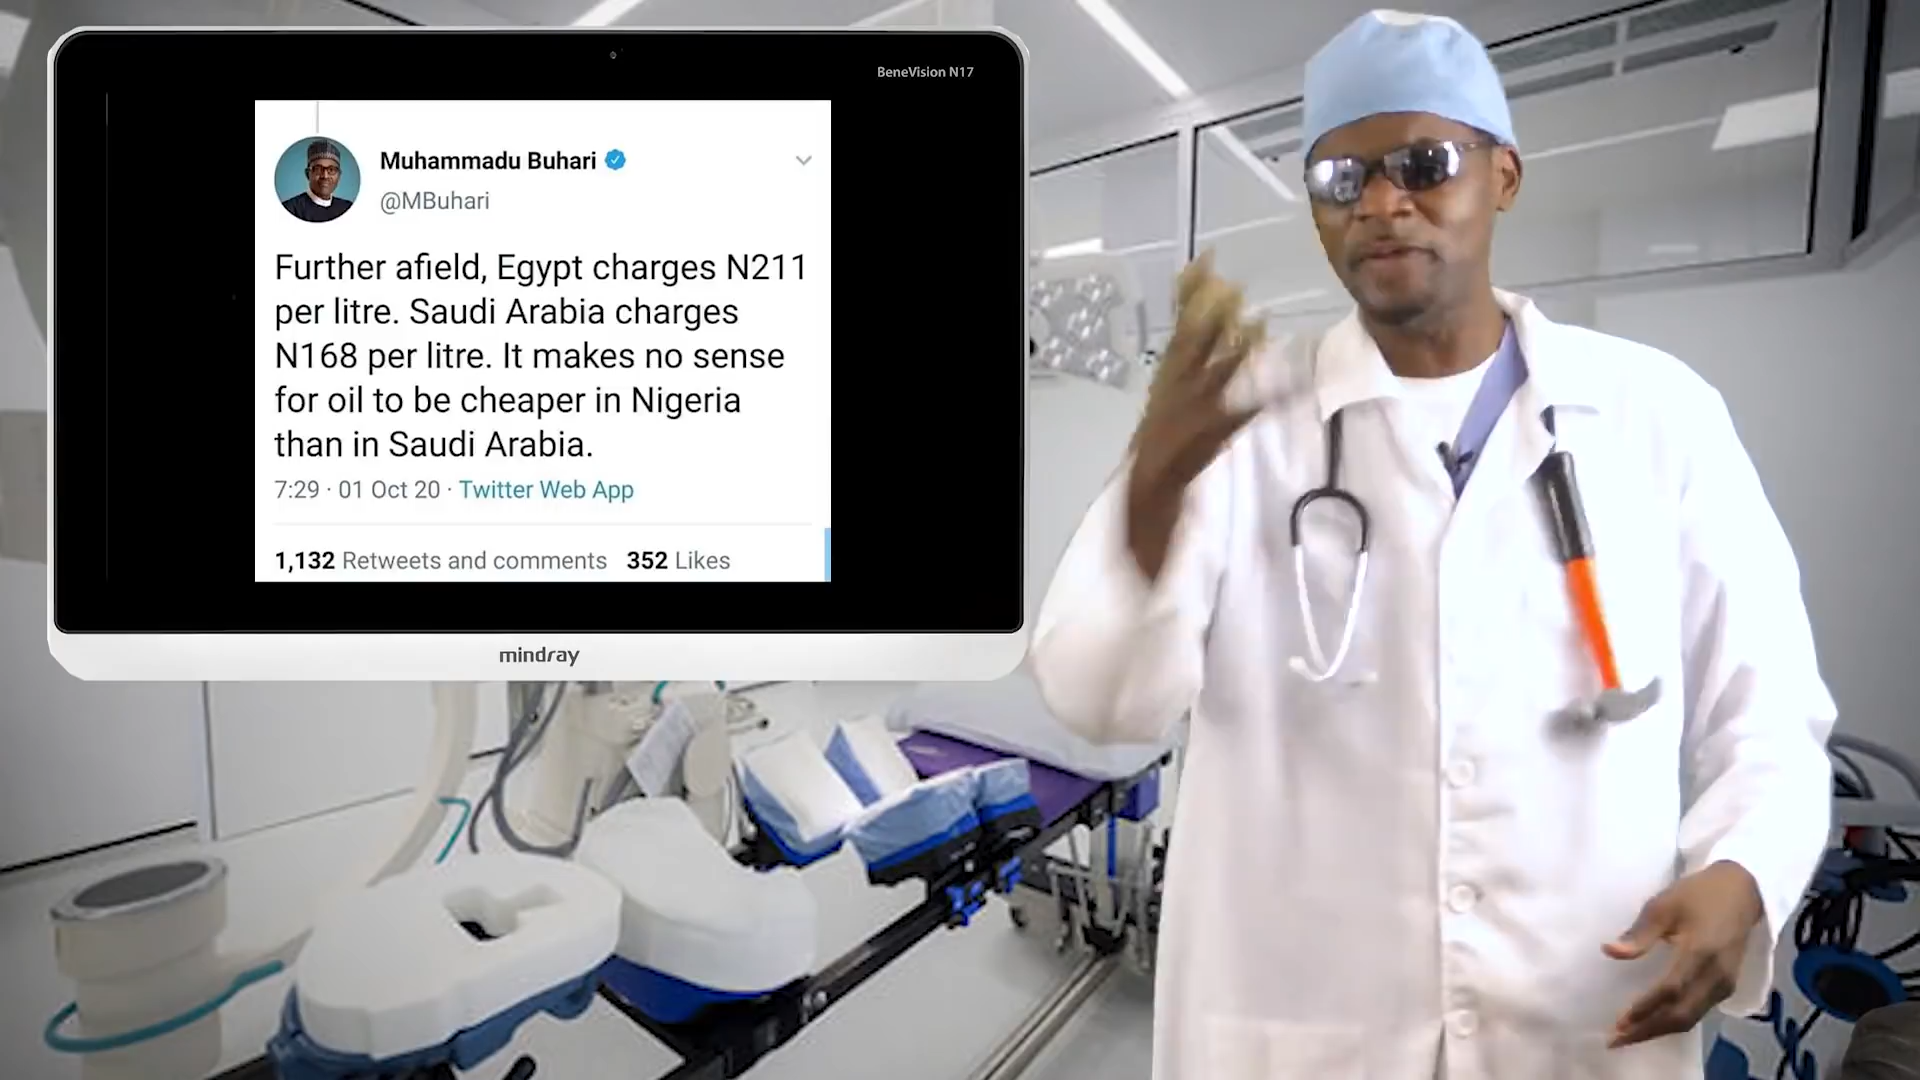 BeneVision N17
Muhammadu Buhari
@MBuhari
Further afield, Egypt charges N211
per litre. Saudi Arabia charges
N168 per litre. It makes no sense
for oil to be cheaper in Nigeria
than in Saudi Arabia.
7:29 · 01 Oct 20 · Twitter Web App
1,132 Retweets and comments 352 Likes
mindray